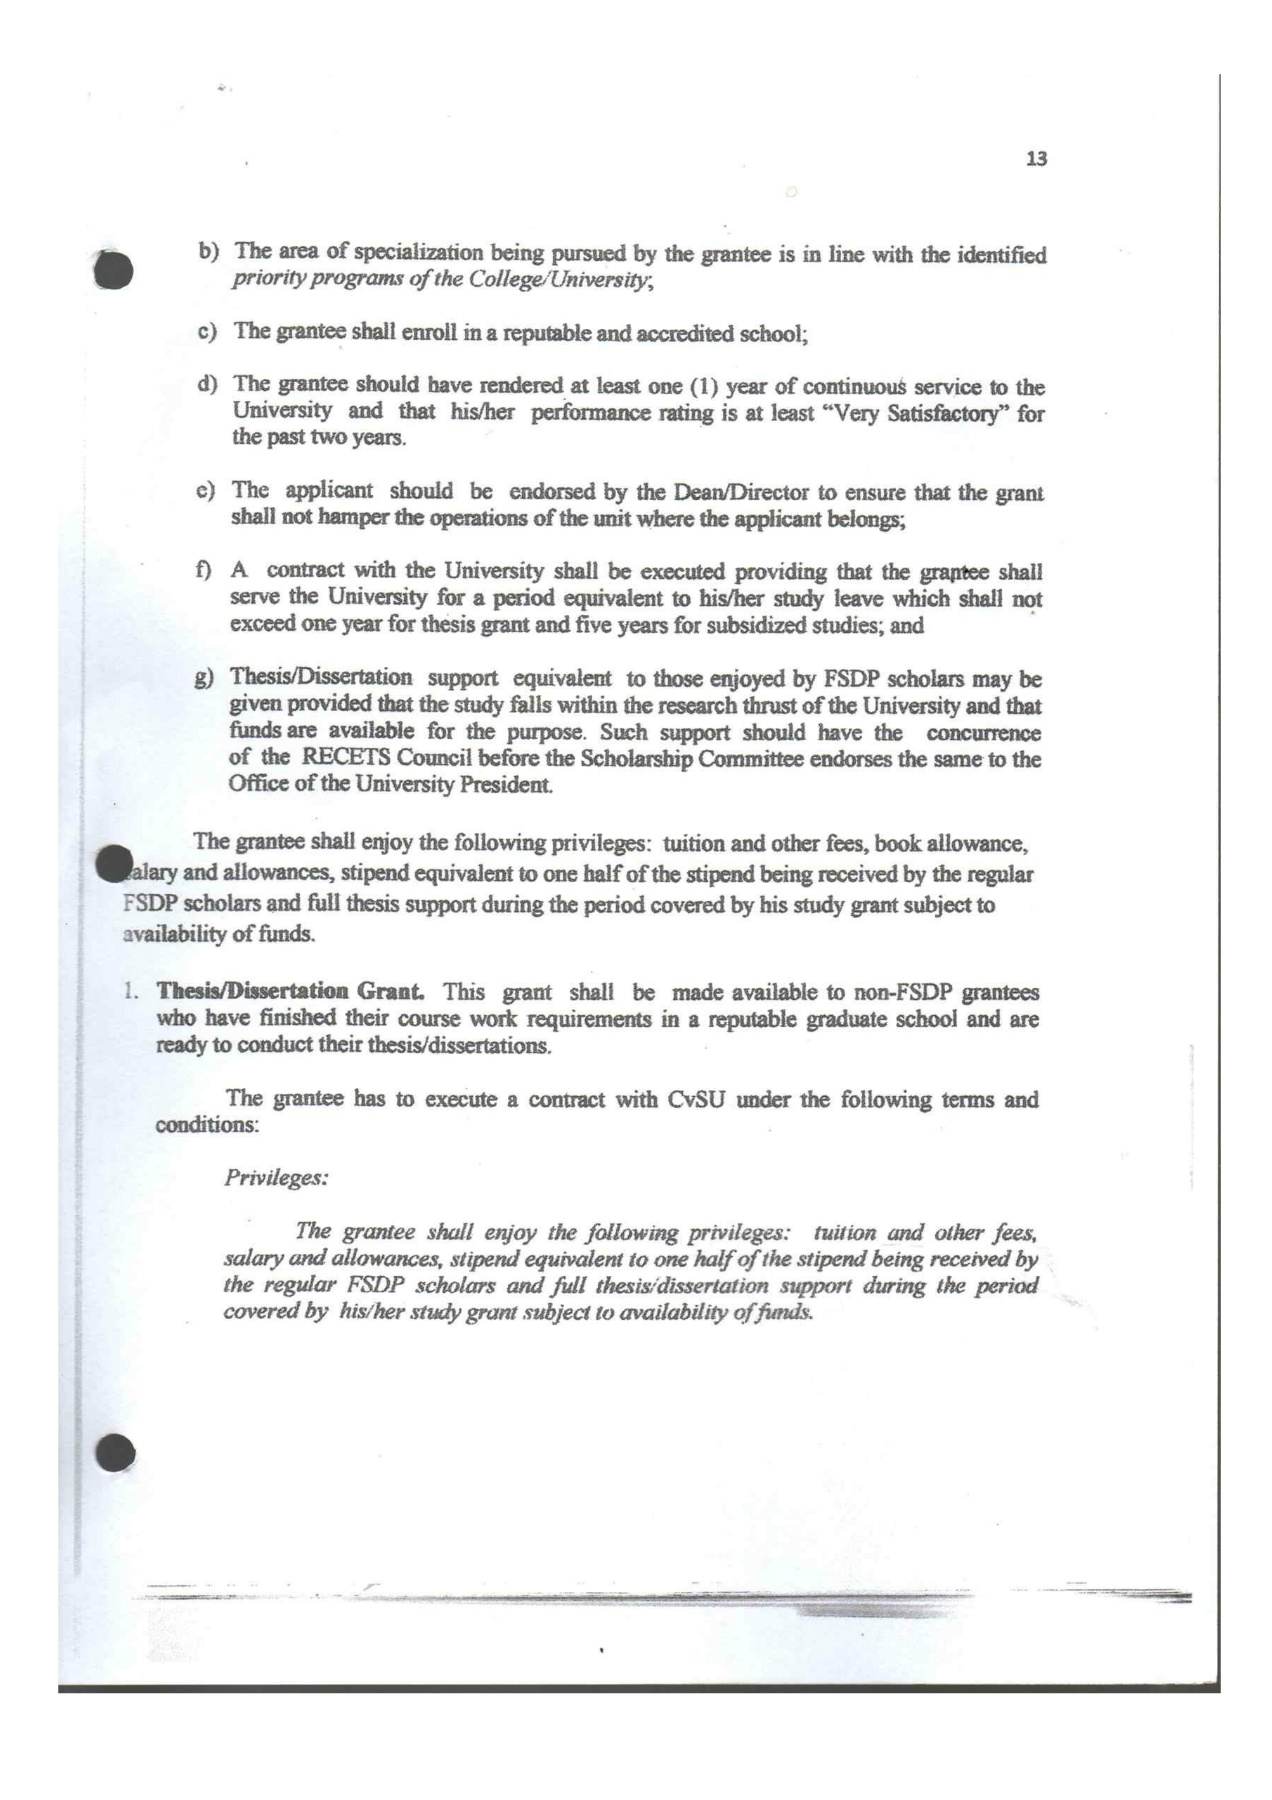 13
b) The area of specialization being pursued by the grantee is in line with the identified
priority programs of the College/University;
c) The grantee shall enroll in a reputable and accredited school;
d) The grantee should have rendered at least one (1) year of continuous service to the
University and that his/her performance rating is at least “Very Satisfactory” for
the past two years.
e) The applicant should be endorsed by the Dean/Director to ensure that the grant
shall not hamper the operations of the unit where the applicant belongs;
f) A contract with the University shall be executed providing that the grantee shall
serve the University for a period equivalent to his/her study leave which shall not
exceed one year for thesis grant and five years for subsidized studies; and
g) Thesis/Dissertation support equivalent to those enjoyed by FSDP scholars may be
given provided that the study falls within the research thrust of the University and that
funds are available for the purpose. Such support should have the concurrence
of the RECETS Council before the Scholarship Committee endorses the same to the
Office of the University President.
The grantee shall enjoy the following privileges: tuition and other fees, book allowance,
alary and allowances, stipend equivalent to one half of the stipend being received by the regular
FSDP scholars and full thesis support during the period covered by his study grant subject to
availability of funds.
1. Thesis/Dissertation Grant. This grant shall be made available to non-FSDP grantees
who have finished their course work requirements in a reputable graduate school and are
ready to conduct their thesis/dissertations.
The grantee has to execute a contract with CvSU under the following terms and
conditions:
Privileges:
The grantee shall enjoy the following privileges: tuition and other fees,
salary and allowances, stipend equivalent to one half of the stipend being received by
the regular FSDP scholars and full thesis/dissertation support during the period
covered by his/her study grant subject to availability of funds.